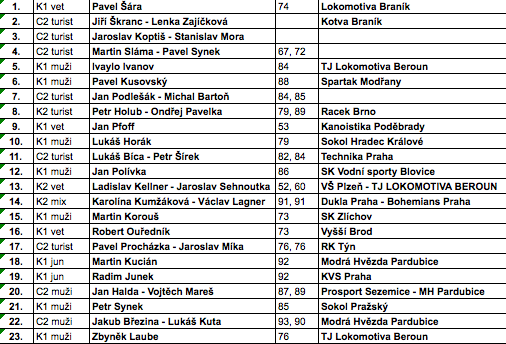 1. K1 vet Pavel Šára 74 Lokomotiva Braník
2. C2 turist Jiří Škranc - Lenka Zajíčková Kotva Braník
3. C2 turist Jaroslav Koptiš - Stanislav Mora
4. C2 turist Martin Sláma - Pavel Synek 67, 72
5. K1 muži Ivaylo Ivanov 84 TJ Lokomotiva Beroun
6. K1 muži Pavel Kusovský 88 Spartak Modřany
7. C2 turist Jan Podlešák - Michal Bartoň 84, 85
8. K2 turist Petr Holub - Ondřej Pavelka 79, 89 Racek Brno
9. K1 vet Jan Pfoff 53 Kanoistika Poděbrady
10. K1 muži Lukáš Horák 79 Sokol Hradec Králové
11. C2 turist Lukáš Bíca - Petr Šírek 82, 84 Technika Praha
12. K1 muži Jan Polívka 86 SK Vodní sporty Blovice
13. K2 vet Ladislav Kellner - Jaroslav Sehnoutka 52, 60 VŠ Plzeň - TJ LOKOMOTIVA BEROUN
14. K2 mix Karolína Kumžáková - Václav Lagner 91, 91 Dukla Praha - Bohemians Praha
15. K1 muži Martin Korouš 73 SK Zlíchov
16. K1 vet Robert Ouředník 73 Vyšší Brod
17. C2 turist Pavel Procházka - Jaroslav Míka 76, 76 RK Týn
18. K1 jun Martin Kucián 92 Modrá Hvězda Pardubice
19. K1 jun Radim Junek 92 KVS Praha
20. C2 muži Jan Halda - Vojtěch Mareš 87, 89 Prosport Sezemice - MH Pardubice
21. K1 muži Petr Synek 85 Sokol Pražský
22. C2 muži Jakub Březina - Lukáš Kuta 93, 90 Modrá Hvězda Pardubice
23. K1 muži Zbyněk Laube 76 TJ Lokomotiva Beroun